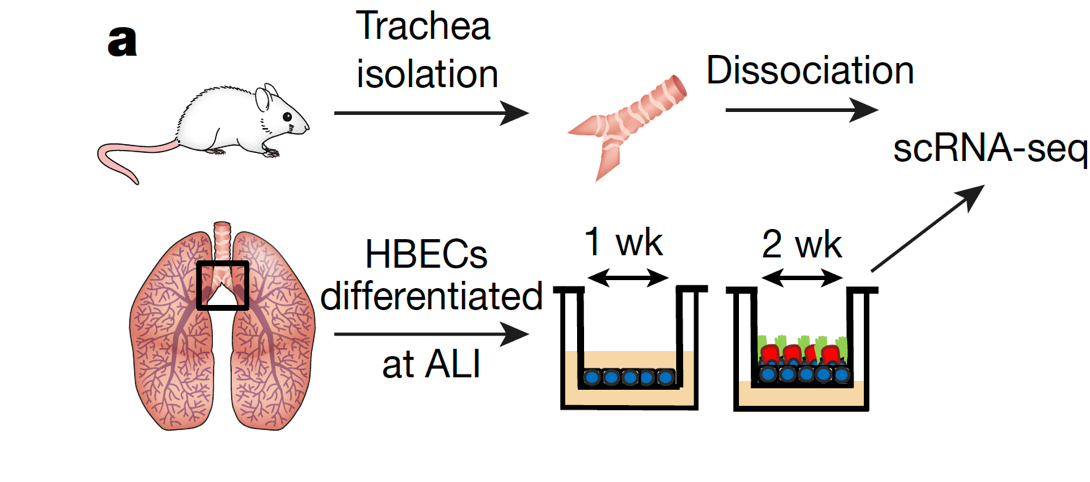 a
Trachea
isolation
Dissociation
scRNA-seq
HBECs
differentiated
at ALI
1 wk
2 wk